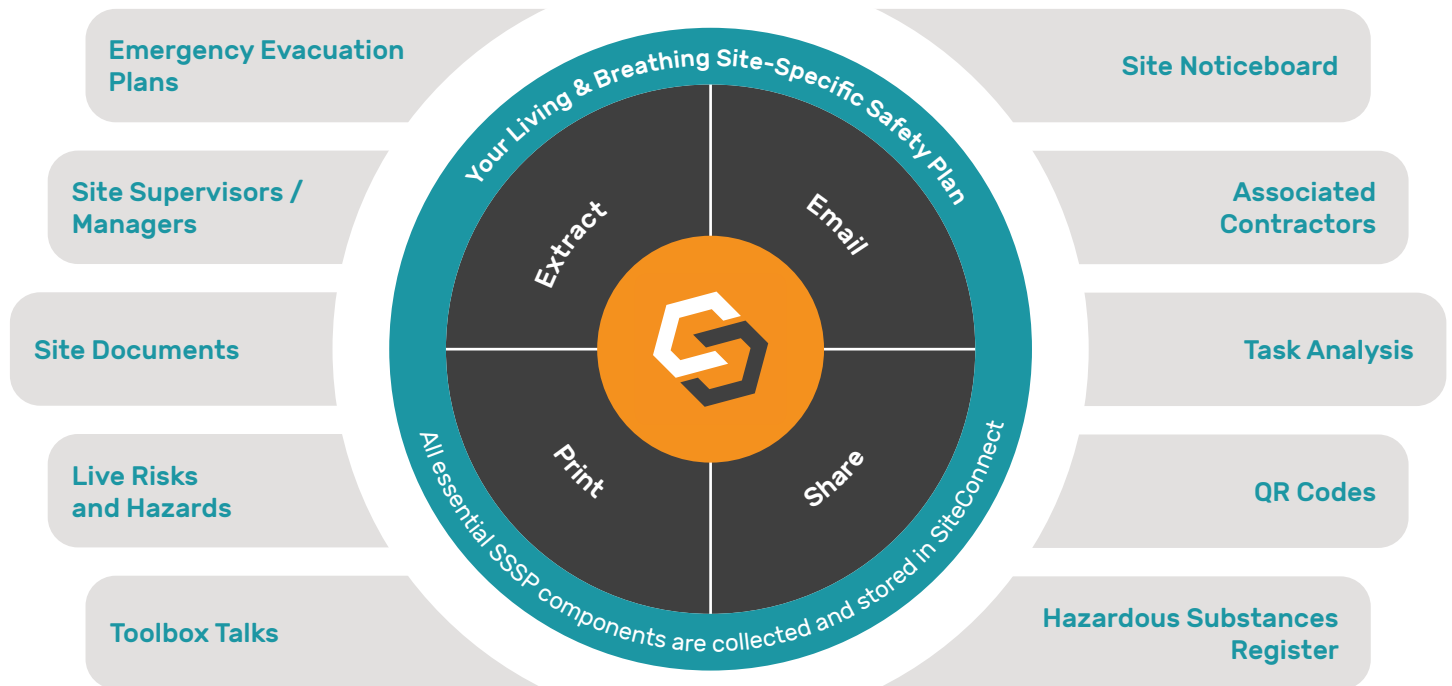 Emergency Evacuation
Plans
Site Supervisors /
Managers
Site Documents
Live Risks
and Hazards
Toolbox Talks
Your Living & Breathing Site-Specific Safety Plan
Extract
Email
Print
Share
All essential SSSP components are collected and stored in SiteConnect
Site Noticeboard
Associated
Contractors
Task Analysis
QR Codes
Hazardous Substances
Register